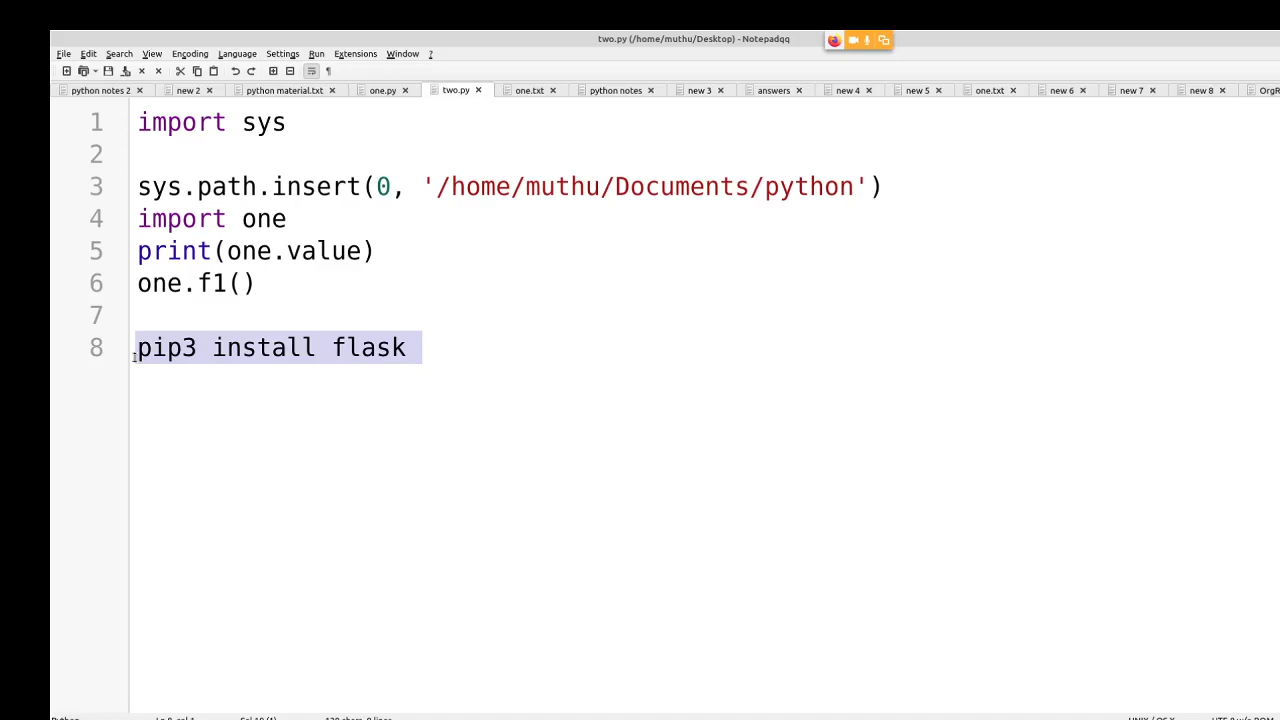 two.py (/home/muthu/Desktop) - Notepadqq
File Edit Search View Encoding Language Settings Run Extensions Window ?
python notes 2 new 2 python material.txt one.py two.py one.txt python notes new 3 answers new 4 new 5 one.txt new 6 new 7 new 8 OrgR
1 import sys
2
3 sys.path.insert(0, '/home/muthu/Documents/python')
4 import one
5 print(one.value)
6 one.f1()
7
8 pip3 install flask